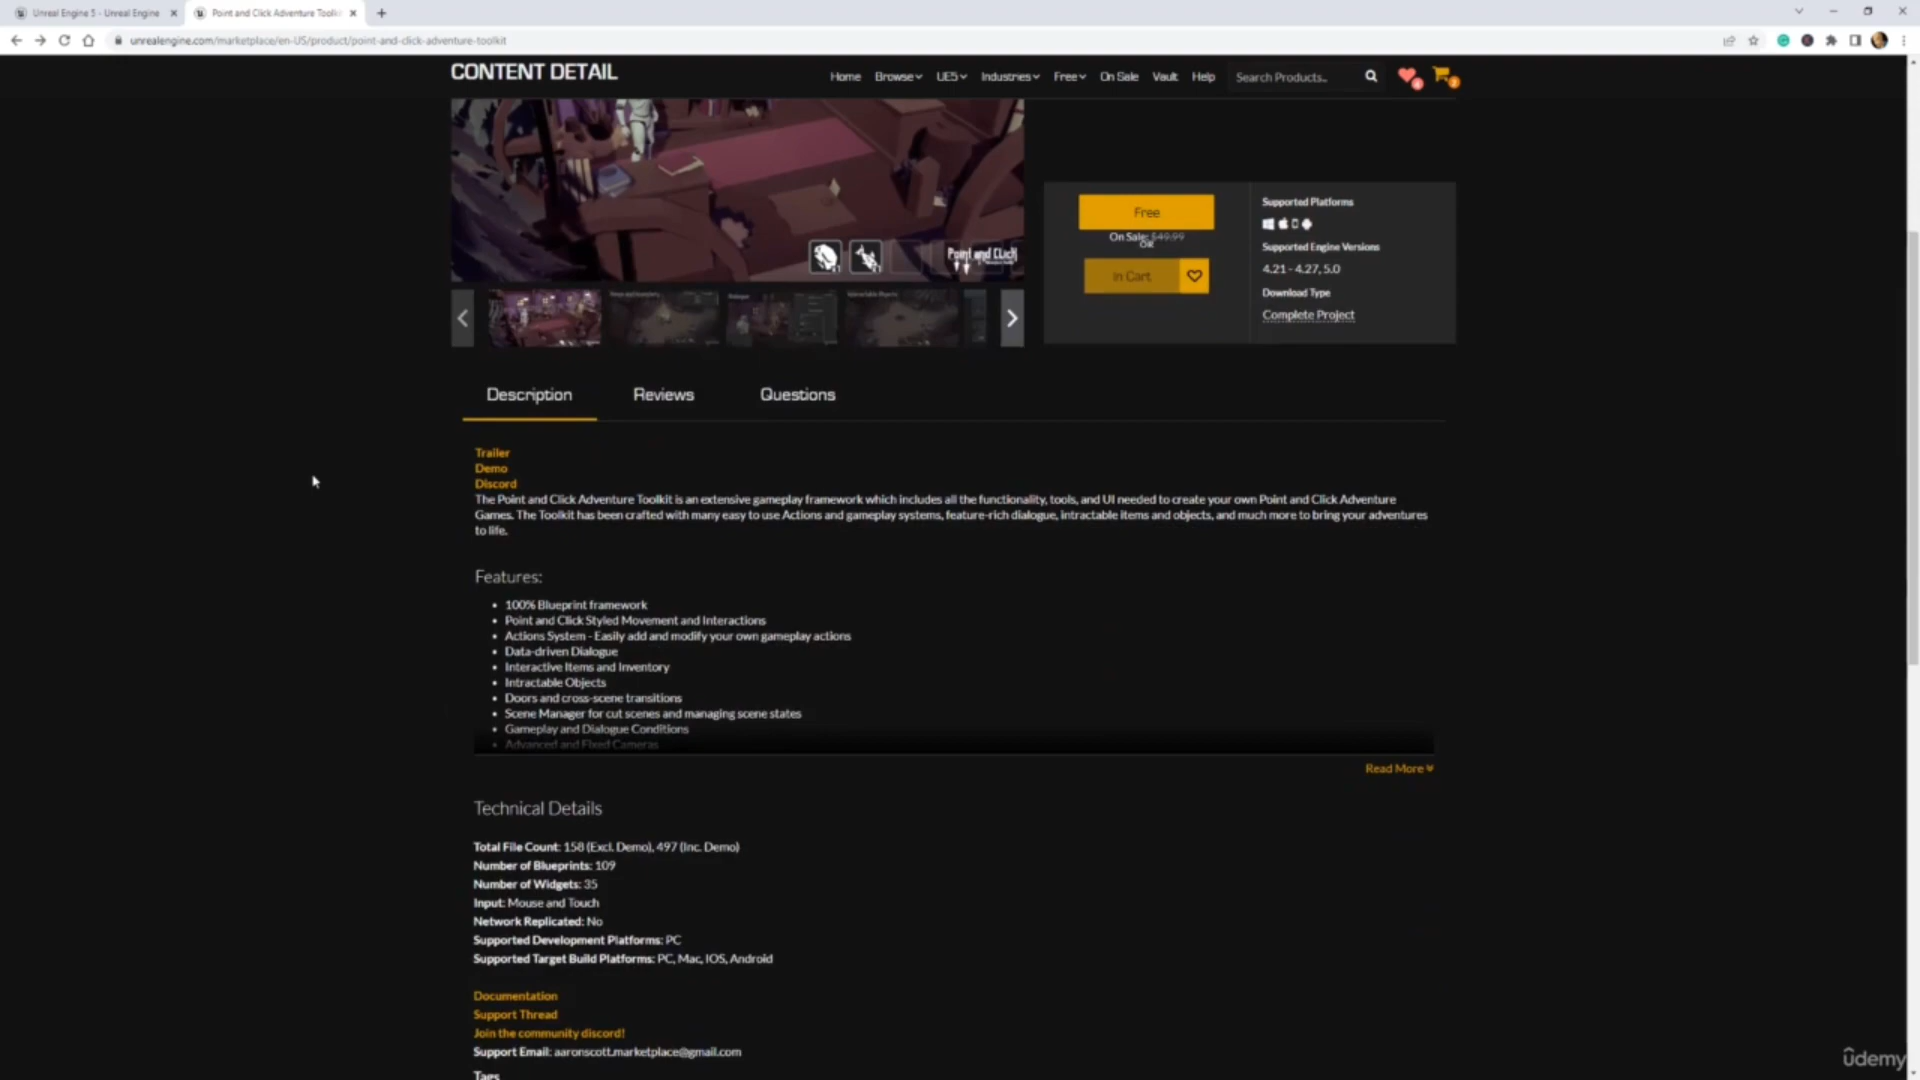 Unreal Engine 5 - Unreal Engine
Point and Click Adventure Toolki
unrealengine.com/marketplace/en-US/product/point-and-click-adventure-toolkit
CONTENT DETAIL
Home Browse UE5 Industries Free On Sale Vault Help Search Products...
Point and Click
Free
On Sale: $49.99
OR
In Cart
Supported Platforms
Supported Engine Versions
4.21 - 4.27, 5.0
Download Type
Complete Project
Description Reviews Questions
Trailer
Demo
Discord
The Point and Click Adventure Toolkit is an extensive gameplay framework which includes all the functionality, tools, and UI needed to create your own Point and Click Adventure
Games. The Toolkit has been crafted with many easy to use Actions and gameplay systems, feature-rich dialogue, intractable items and objects, and much more to bring your adventures
to life.
Features:
• 100% Blueprint framework
• Point and Click Styled Movement and Interactions
• Actions System - Easily add and modify your own gameplay actions
• Data-driven Dialogue
• Interactive Items and Inventory
• Intractable Objects
• Doors and cross-scene transitions
• Scene Manager for cut scenes and managing scene states
• Gameplay and Dialogue Conditions
• Advanced and Fixed Cameras
Read More
Technical Details
Total File Count: 158 (Excl. Demo), 497 (Inc. Demo)
Number of Blueprints: 109
Number of Widgets: 35
Input: Mouse and Touch
Network Replicated: No
Supported Development Platforms: PC
Supported Target Build Platforms: PC, Mac, IOS, Android
Documentation
Support Thread
Join the community discord!
Support Email: aaronscott.marketplace@gmail.com
Tags
udemy